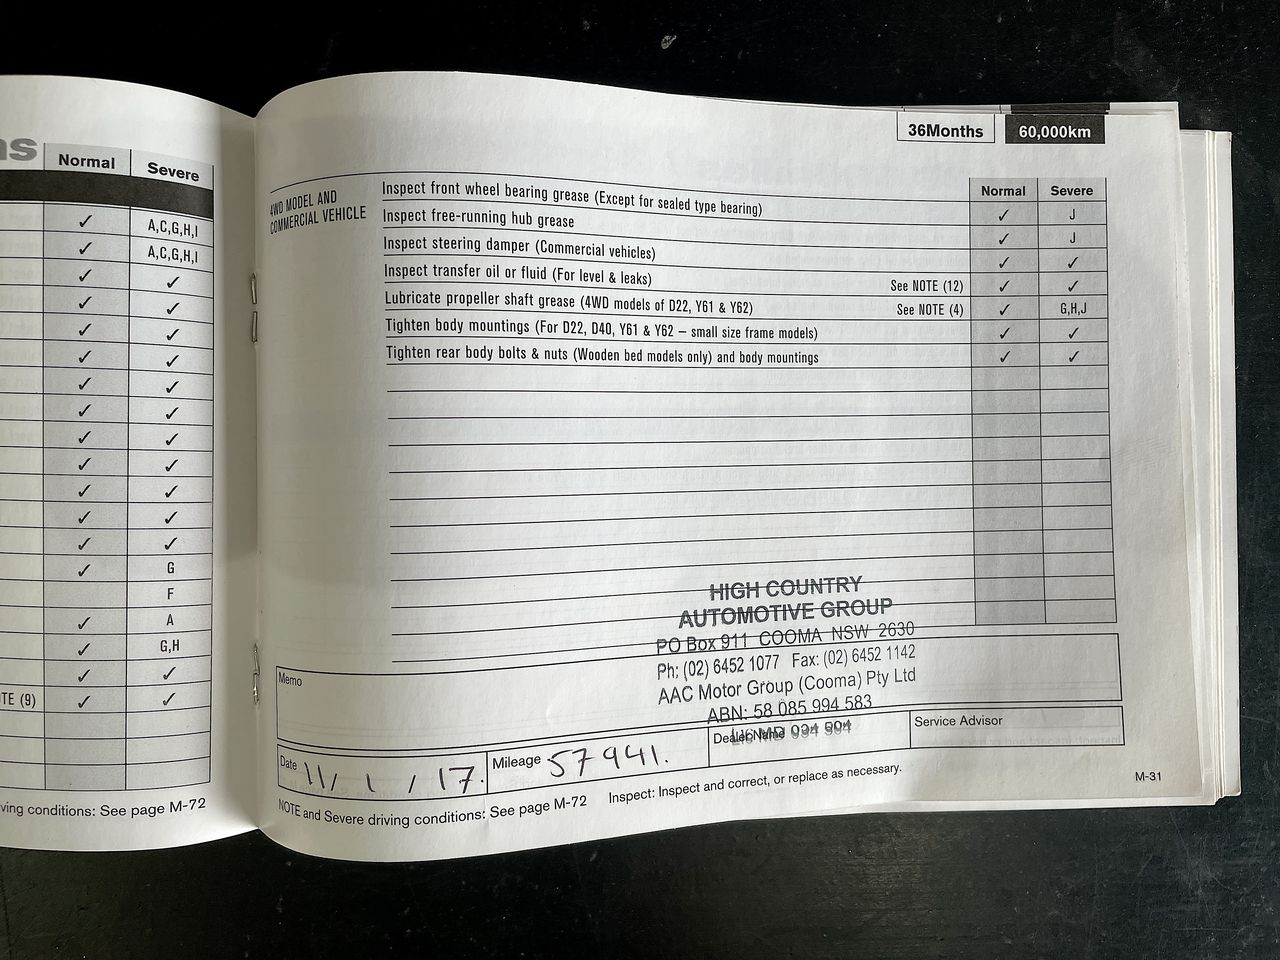 ns
Normal Severe
✓ A,C,G,H,I
✓ A,C,G,H,I
✓ ✓
✓ ✓
✓ ✓
✓ ✓
✓ ✓
✓ ✓
✓ ✓
✓ ✓
✓ ✓
✓ ✓
✓ ✓
✓ G
F
✓ A
✓ G,H
✓ ✓
TE (9) ✓ ✓
ving conditions: See page M-72
36Months 60,000km
Normal Severe
4WD MODEL AND
COMMERCIAL VEHICLE
Inspect front wheel bearing grease (Except for sealed type bearing) ✓ J
Inspect free-running hub grease ✓ J
Inspect steering damper (Commercial vehicles) ✓ ✓
Inspect transfer oil or fluid (For level & leaks) See NOTE (12) ✓ ✓
Lubricate propeller shaft grease (4WD models of D22, Y61 & Y62) See NOTE (4) ✓ G,H,J
Tighten body mountings (For D22, D40, Y61 & Y62 – small size frame models) ✓ ✓
Tighten rear body bolts & nuts (Wooden bed models only) and body mountings ✓ ✓
HIGH COUNTRY
AUTOMOTIVE GROUP
PO Box 911 COOMA NSW 2630
Ph: (02) 6452 1077 Fax: (02) 6452 1142
AAC Motor Group (Cooma) Pty Ltd
ABN: 58 085 994 583
Memo
Date 11/1/17. Mileage 57941. Dealer Name Service Advisor
NOTE and Severe driving conditions: See page M-72 Inspect: Inspect and correct, or replace as necessary.
M-31